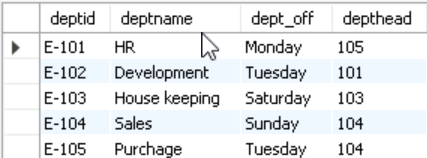 deptid deptname dept_off depthead
E-101 HR Monday 105
E-102 Development Tuesday 101
E-103 House keeping Saturday 103
E-104 Sales Sunday 104
E-105 Purchage Tuesday 104